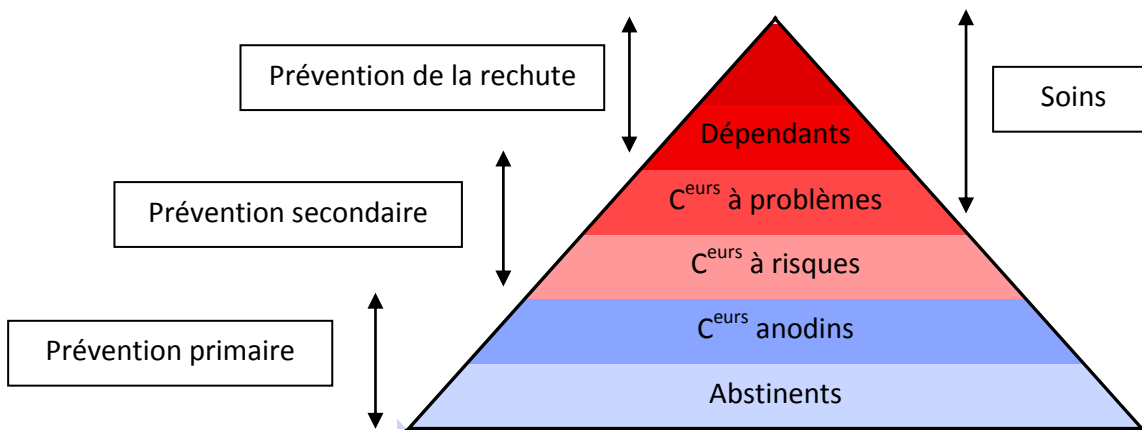 Prévention de la rechute
Soins
Dépendants
Prévention secondaire
Ceurs à problèmes
Ceurs à risques
Prévention primaire
Ceurs anodins
Abstinents